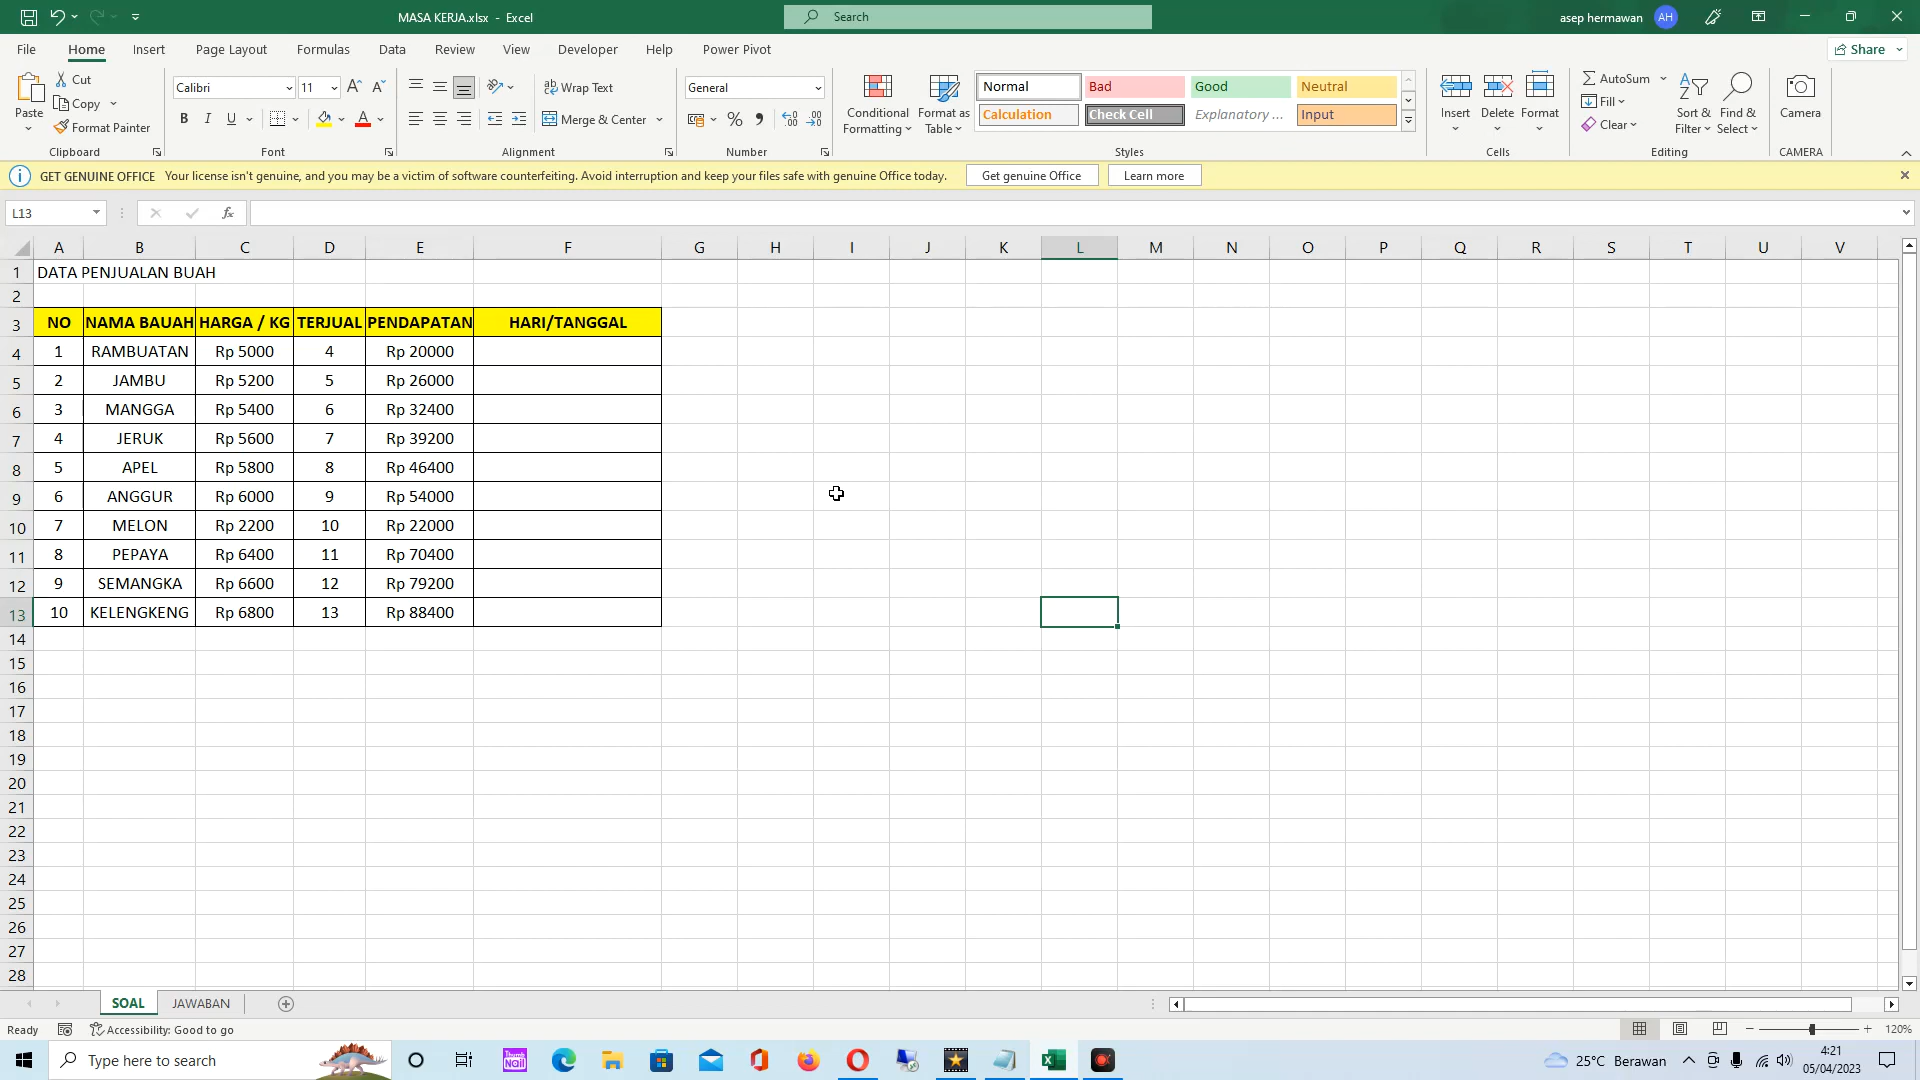 MASA KERJA.xlsx - Excel
Search
asep hermawan AH
File Home Insert Page Layout Formulas Data Review View Developer Help Power Pivot Share
Paste Cut Copy Format Painter Clipboard
Calibri 11 B I U Font
Wrap Text Merge & Center Alignment
General Number
Conditional Formatting Format as Table
Normal Bad Good Neutral
Calculation Check Cell Explanatory ... Input
Styles
Insert Delete Format Cells
AutoSum Fill Clear Sort & Filter Find & Select Editing
Camera CAMERA
GET GENUINE OFFICE Your license isn't genuine, and you may be a victim of software counterfeiting. Avoid interruption and keep your files safe with genuine Office today. Get genuine Office Learn more
L13 fx
A B C D E F G H I J K L M N O P Q R S T U V
1 DATA PENJUALAN BUAH
2
3 NO NAMA BAUAH HARGA / KG TERJUAL PENDAPATAN HARI/TANGGAL
4 1 RAMBUATAN Rp 5000 4 Rp 20000
5 2 JAMBU Rp 5200 5 Rp 26000
6 3 MANGGA Rp 5400 6 Rp 32400
7 4 JERUK Rp 5600 7 Rp 39200
8 5 APEL Rp 5800 8 Rp 46400
9 6 ANGGUR Rp 6000 9 Rp 54000
10 7 MELON Rp 2200 10 Rp 22000
11 8 PEPAYA Rp 6400 11 Rp 70400
12 9 SEMANGKA Rp 6600 12 Rp 79200
13 10 KELENGKENG Rp 6800 13 Rp 88400
14
15
16
17
18
19
20
21
22
23
24
25
26
27
28
SOAL JAWABAN
Ready Accessibility: Good to go 120%
Type here to search
Thumb Nail
25°C Berawan
4:21
05/04/2023